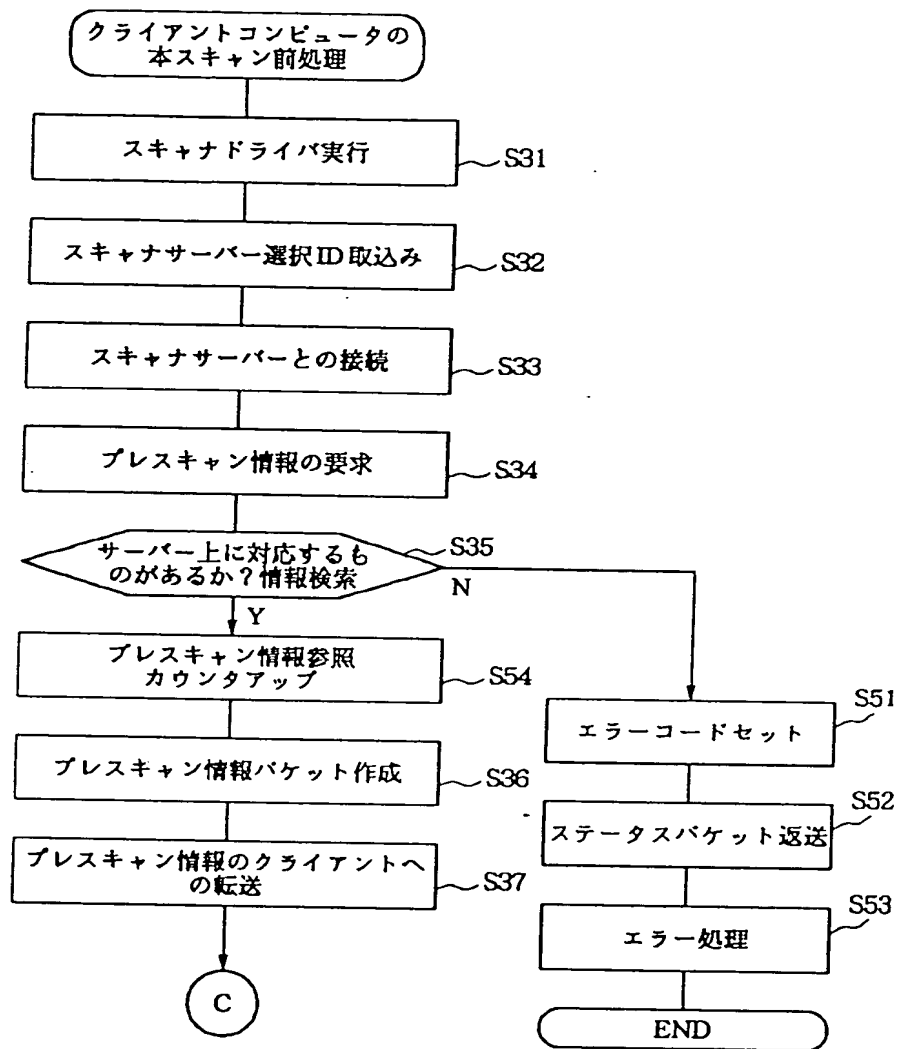 クライアントコンピュータの
本スキャン前処理
スキャナドライバ実行
S31
スキャナサーバー選択ID取込み
S32
スキャナサーバーとの接続
S33
プレスキャン情報の要求
S34
サーバー上に対応するも
のがあるか?情報検索
S35
N
Y
プレスキャン情報参照
カウンタアップ
S54
プレスキャン情報パケット作成
S36
プレスキャン情報のクライアントへ
の転送
S37
C
エラーコードセット
S51
ステータスパケット返送
S52
エラー処理
S53
END